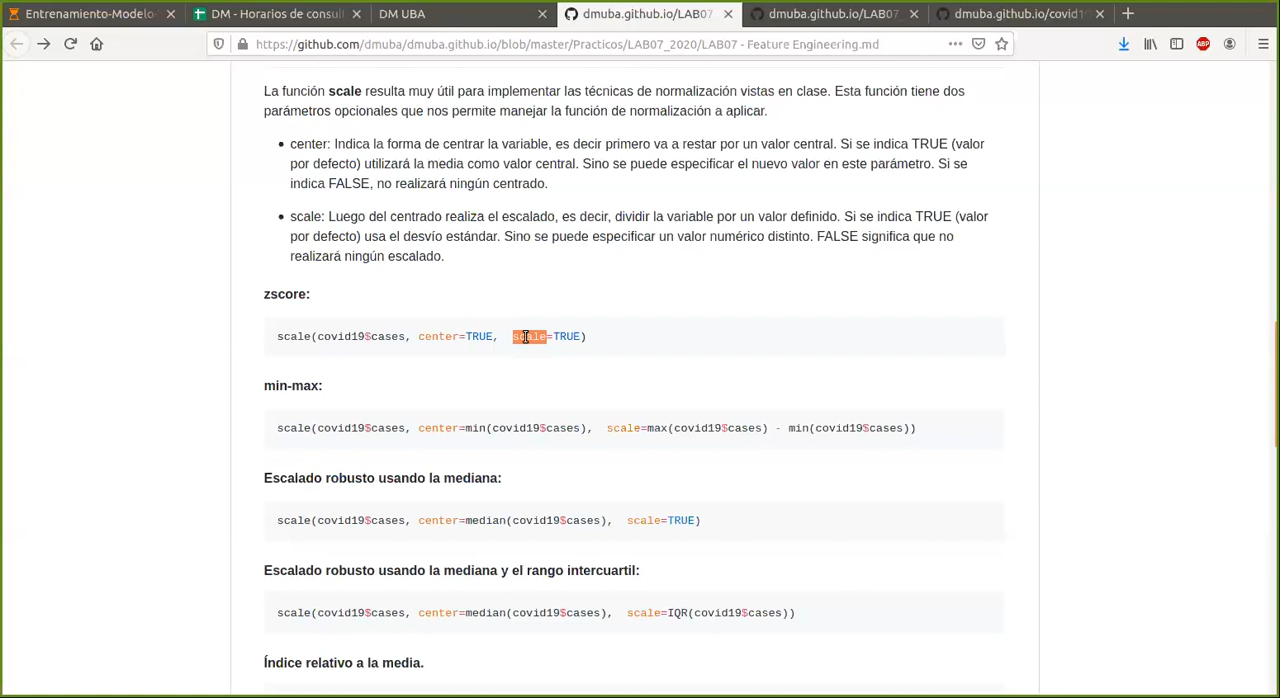 Entrenamiento-Modelo-
DM - Horarios de consul
DM UBA
dmuba.github.io/LAB07
dmuba.github.io/LAB07_
dmuba.github.io/covid1
https://github.com/dmuba/dmuba.github.io/blob/master/Practicos/LAB07_2020/LAB07 - Feature Engineering.md
ABP
La función scale resulta muy útil para implementar las técnicas de normalización vistas en clase. Esta función tiene dos
parámetros opcionales que nos permite manejar la función de normalización a aplicar.
• center: Indica la forma de centrar la variable, es decir primero va a restar por un valor central. Si se indica TRUE (valor
por defecto) utilizará la media como valor central. Sino se puede especificar el nuevo valor en este parámetro. Si se
indica FALSE, no realizará ningún centrado.
• scale: Luego del centrado realiza el escalado, es decir, dividir la variable por un valor definido. Si se indica TRUE (valor
por defecto) usa el desvío estándar. Sino se puede especificar un valor numérico distinto. FALSE significa que no
realizará ningún escalado.
zscore:
scale(covid19$cases, center=TRUE,  scale=TRUE)
min-max:
scale(covid19$cases, center=min(covid19$cases),  scale=max(covid19$cases) - min(covid19$cases))
Escalado robusto usando la mediana:
scale(covid19$cases, center=median(covid19$cases),  scale=TRUE)
Escalado robusto usando la mediana y el rango intercuartil:
scale(covid19$cases, center=median(covid19$cases),  scale=IQR(covid19$cases))
Índice relativo a la media.